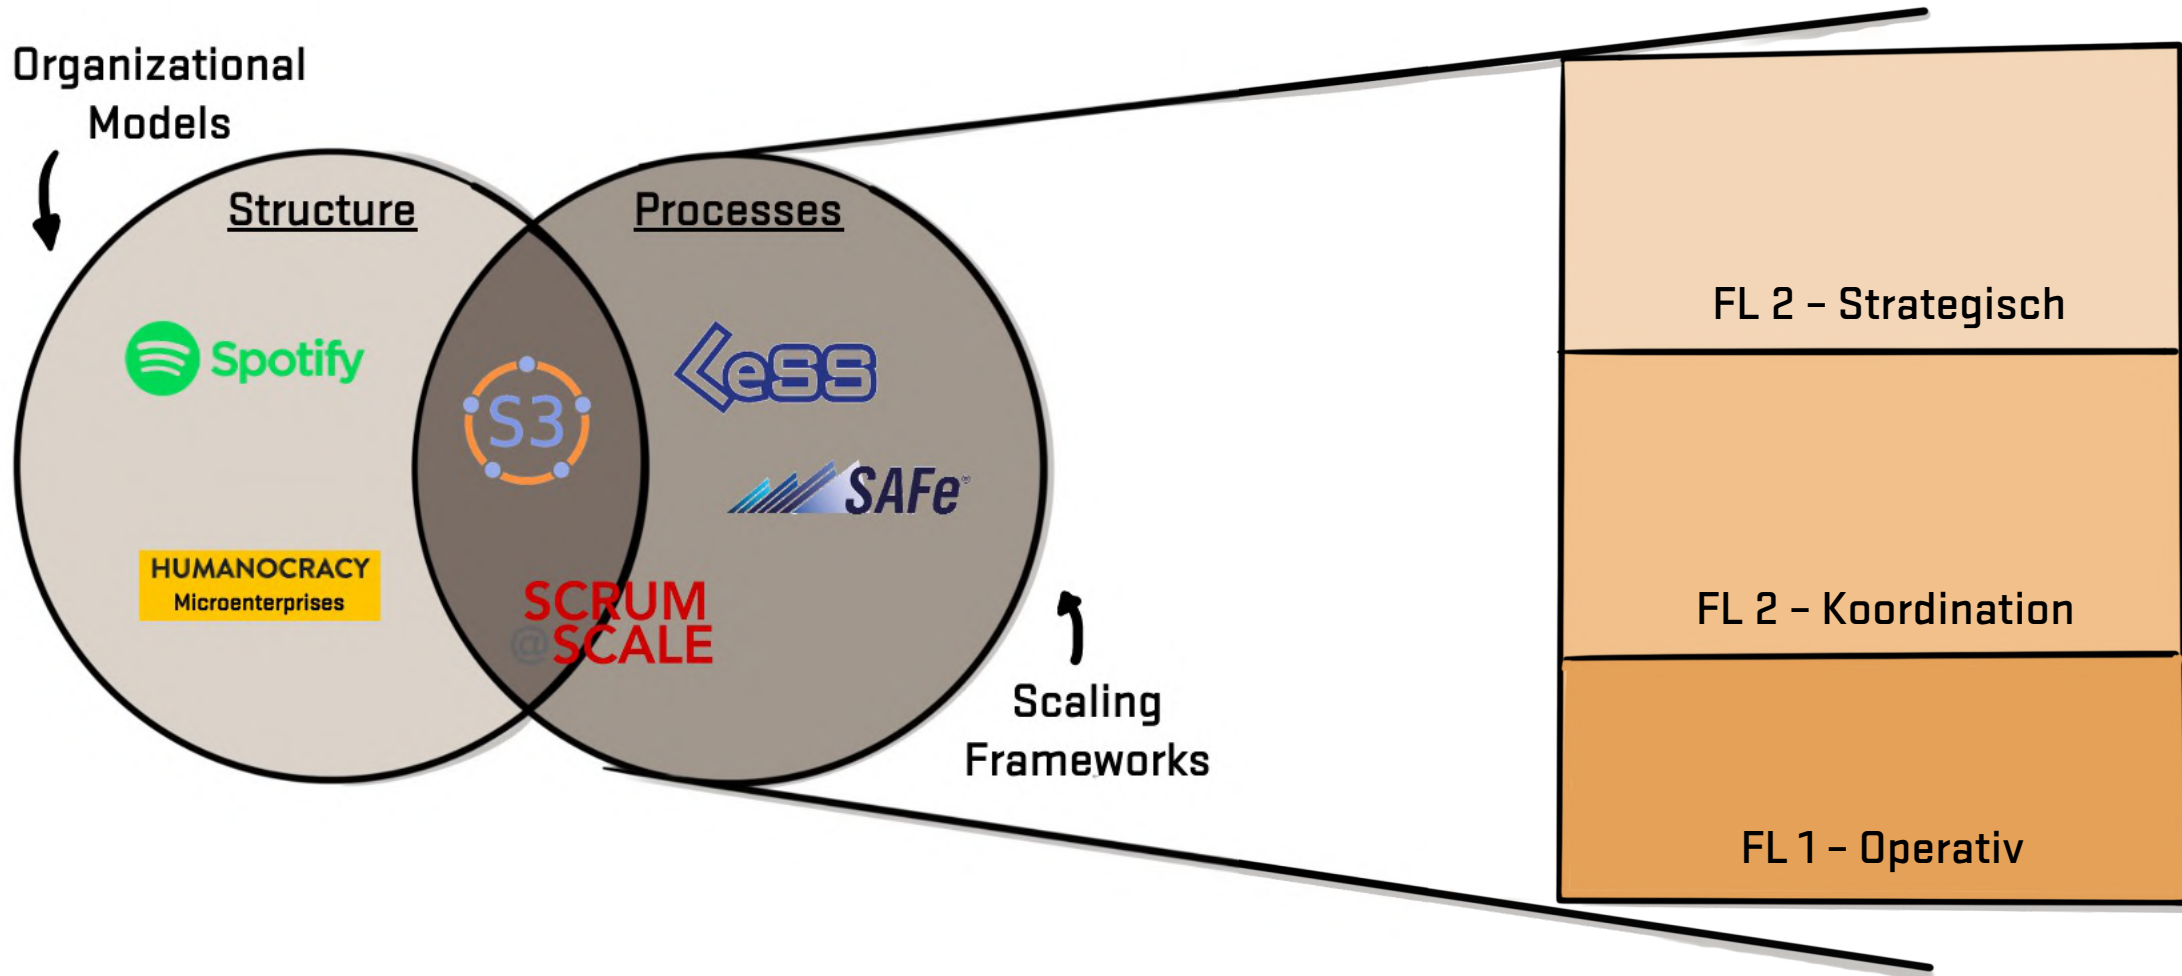 Organizational
Models
Structure
Processes
Spotify
LeSS
S3
SAFe®
HUMANOCRACY
Microenterprises
SCRUM
@SCALE
Scaling
Frameworks
FL 2 – Strategisch
FL 2 – Koordination
FL 1 – Operativ